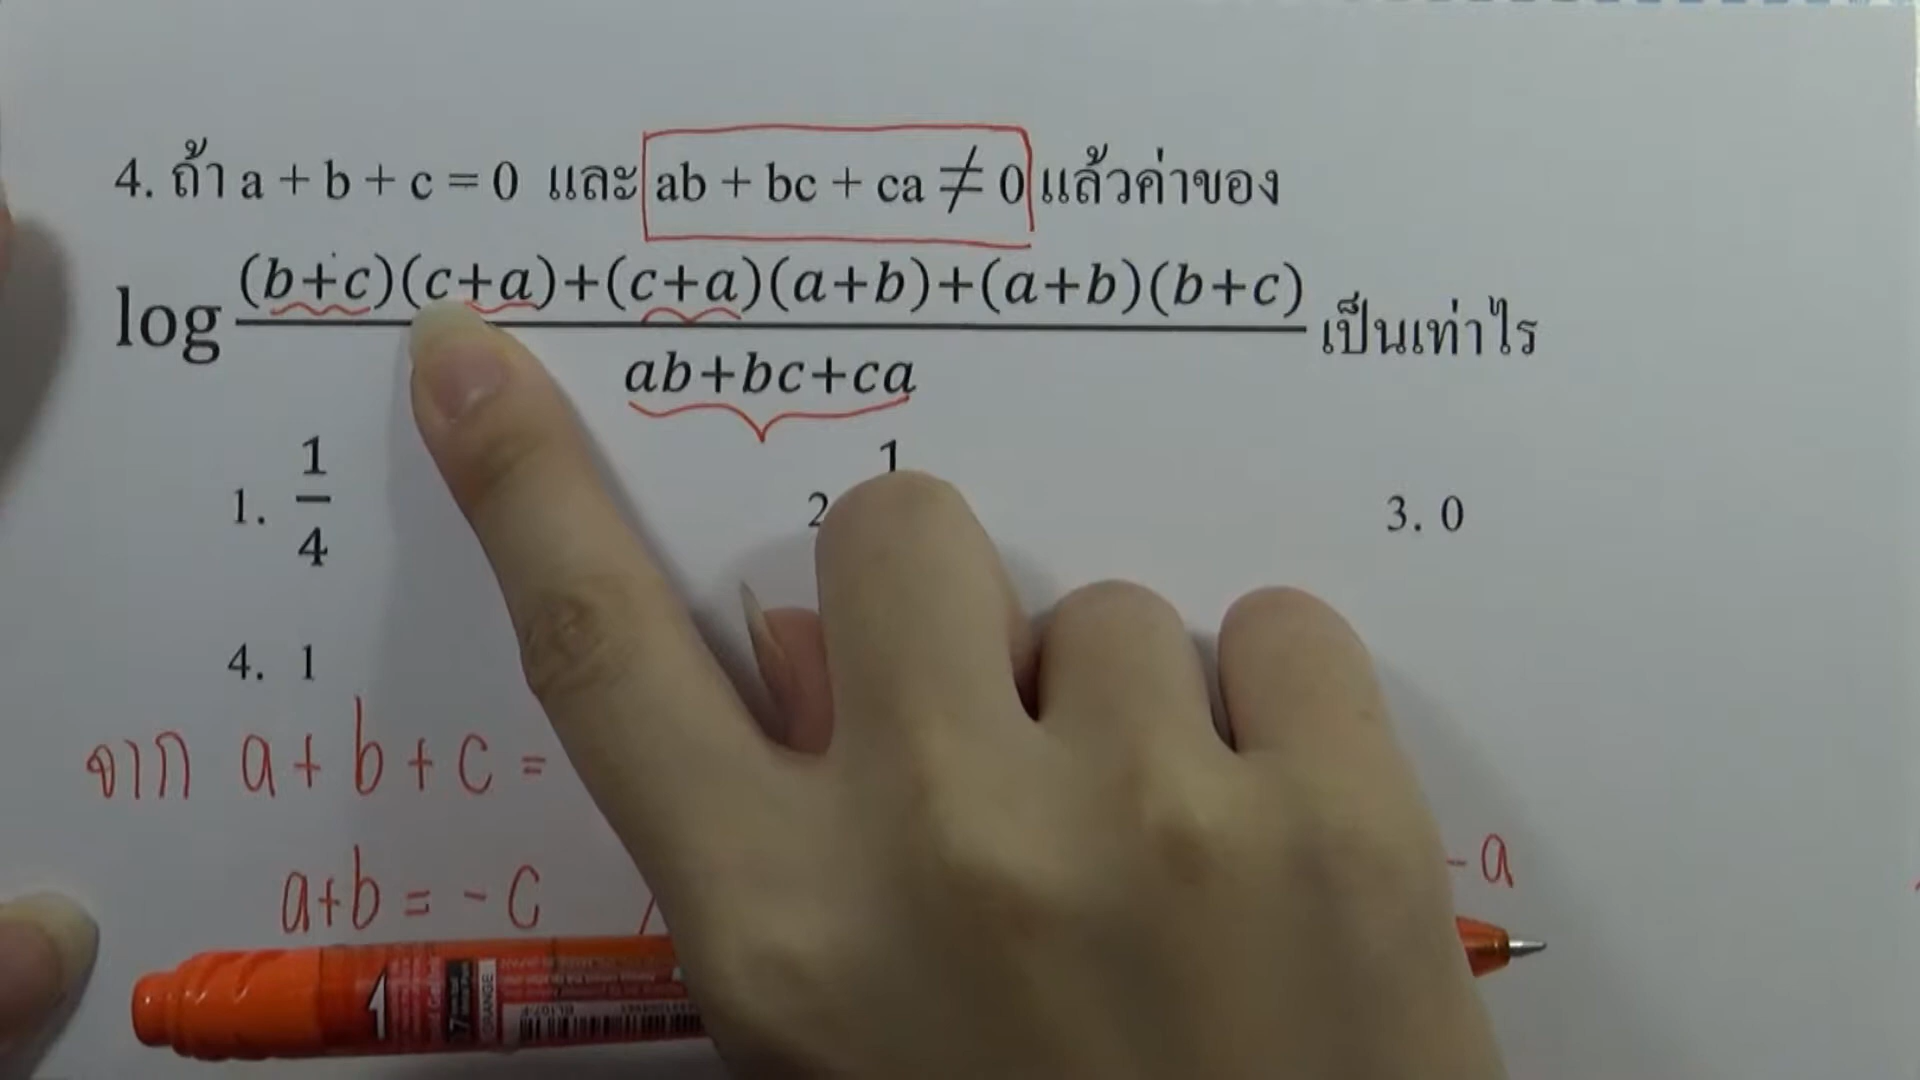 4. ถ้า a + b + c = 0 และ ab + bc + ca ≠ 0 แล้วค่าของ
log (b+c)(c+a)+(c+a)(a+b)+(a+b)(b+c) เป็นเท่าไร
ab+bc+ca
1. 1/4
2 1
3. 0
4. 1
จาก a + b + c =
a+b = - c
- a
ORANGE